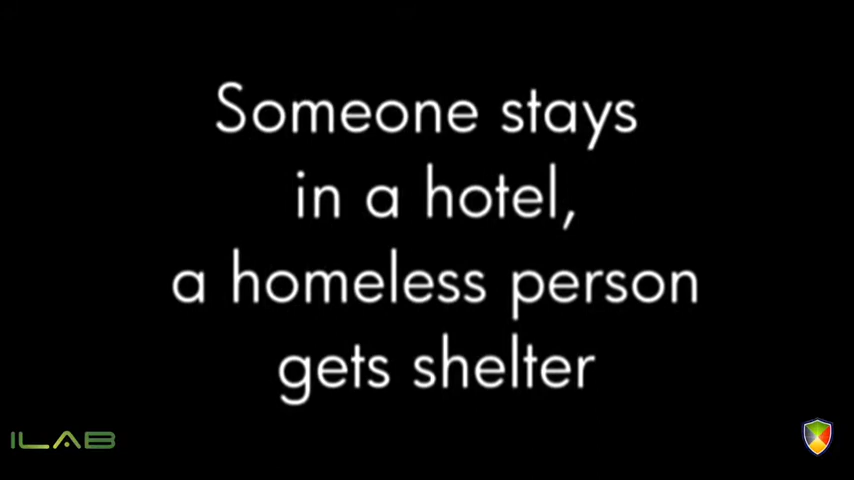 Someone stays
in a hotel,
a homeless person
gets shelter
ILAB